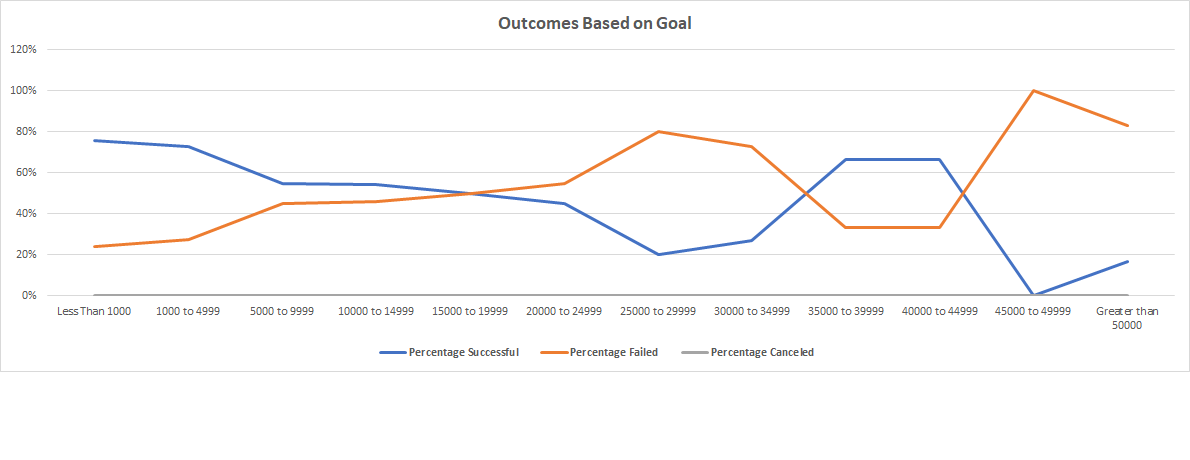 Outcomes Based on Goal
120%
100%
80%
60%
40%
20%
0%
Less Than 1000 1000 to 4999 5000 to 9999 10000 to 14999 15000 to 19999 20000 to 24999 25000 to 29999 30000 to 34999 35000 to 39999 40000 to 44999 45000 to 49999 Greater than
50000
Percentage Successful Percentage Failed Percentage Canceled